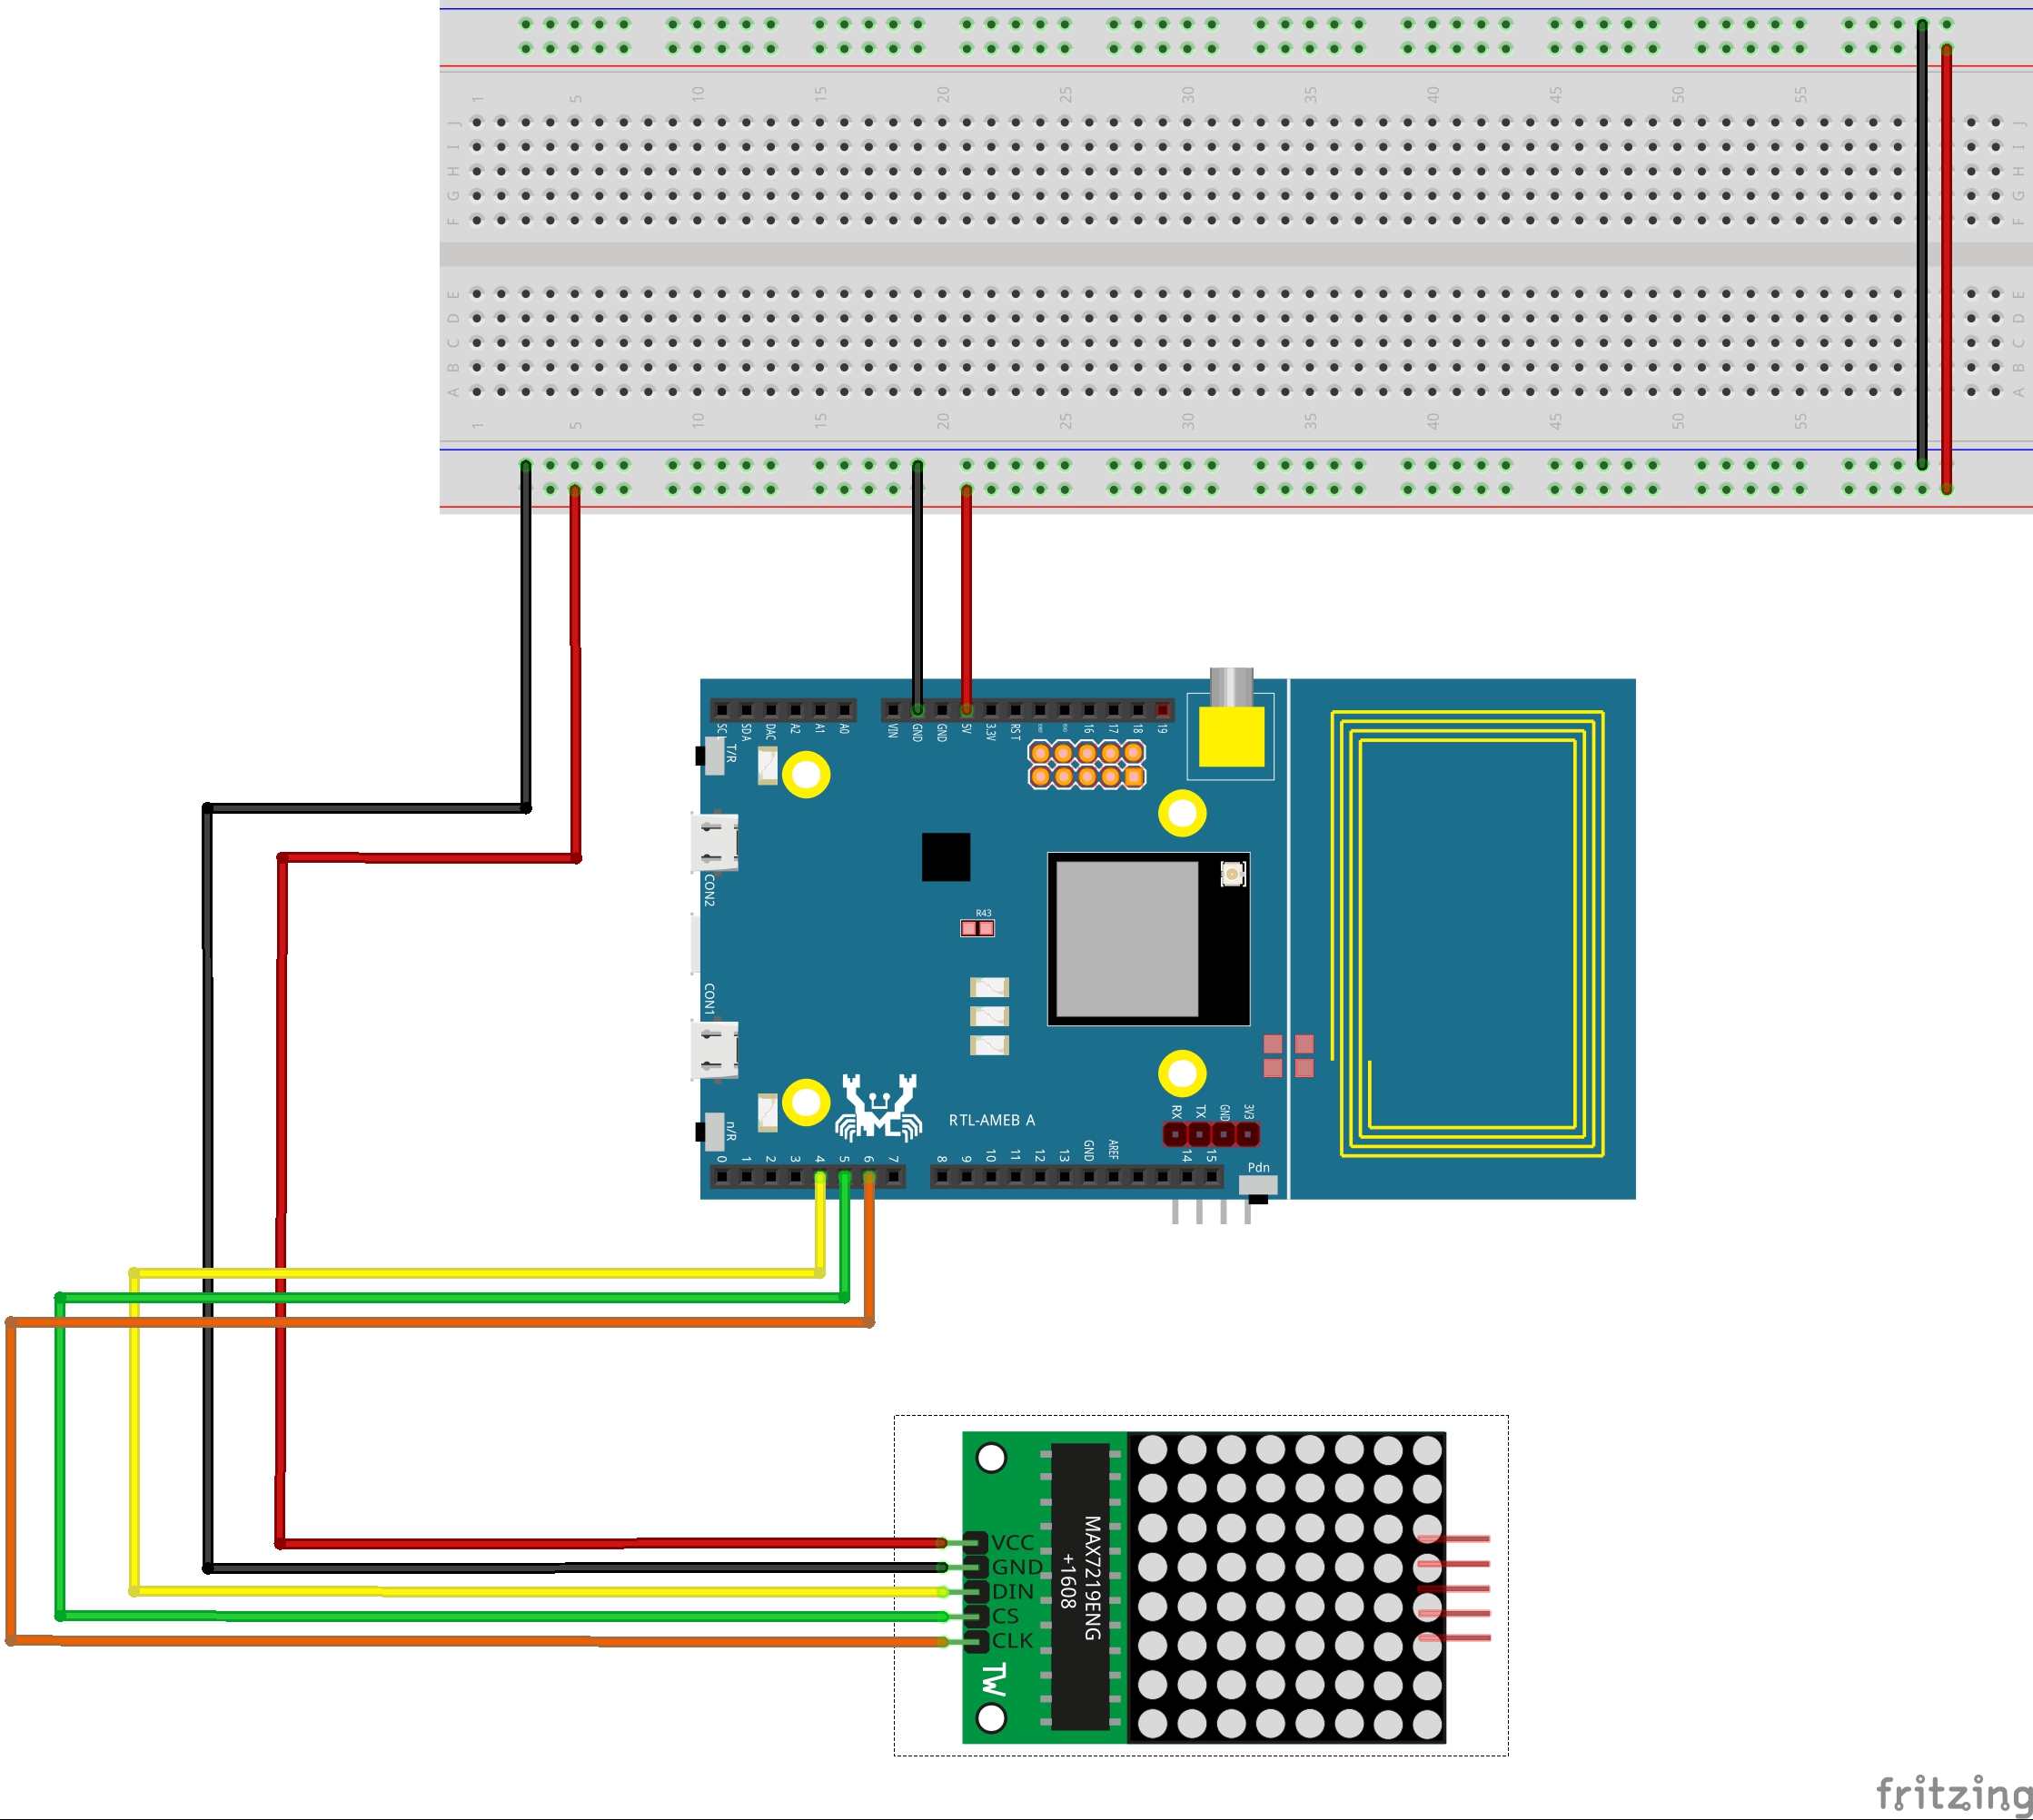 1 5 10 15 20 25 30 35 40 45 50 55
J J
I I
H H
G G
F F
E E
D D
C C
B B
A A
1 5 10 15 20 25 30 35 40 45 50 55
SC SDA DAC A2 A1 A0
VIN GND GND 5V 3.3V RST 16 17 18 19
T/R
CON2
R43
CON1
n/R
RTL-AMEB A
RX TX GND 3V3
0 1 2 3 4 5 6 7
8 9 10 11 12 13 GND AREF 14 15
Pdn
VCC
GND
DIN
CS
CLK
TW
MAX7219ENG
+1608
fritzing